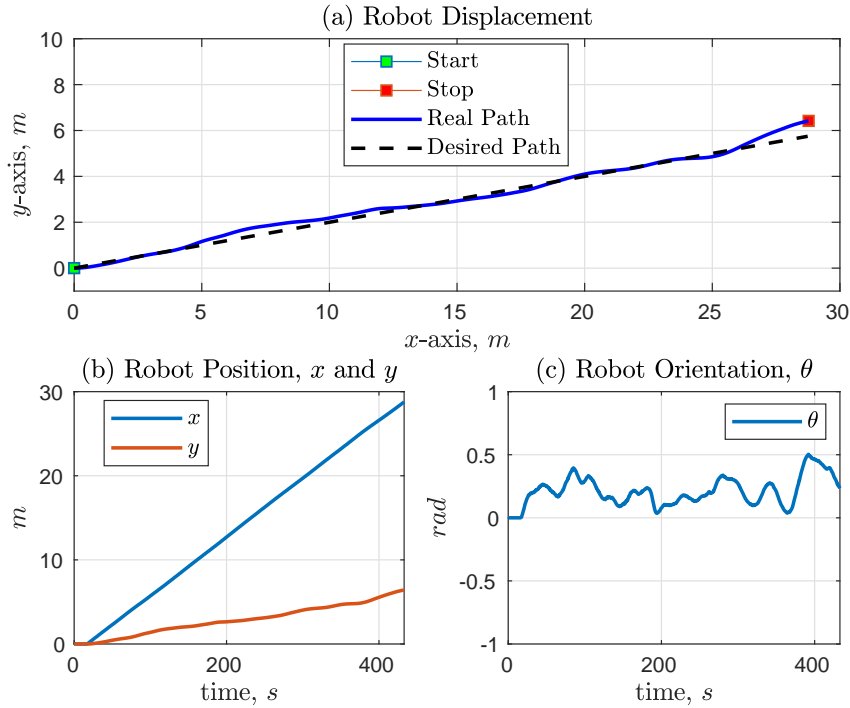 (a) Robot Displacement
10
8
6
4
2
0
y-axis, m
Start
Stop
Real Path
Desired Path
0 5 10 15 20 25 30
x-axis, m
(b) Robot Position, x and y
30
20
10
0
m
x
y
0 200 400
time, s
(c) Robot Orientation, θ
1
0.5
0
-0.5
-1
rad
θ
0 200 400
time, s